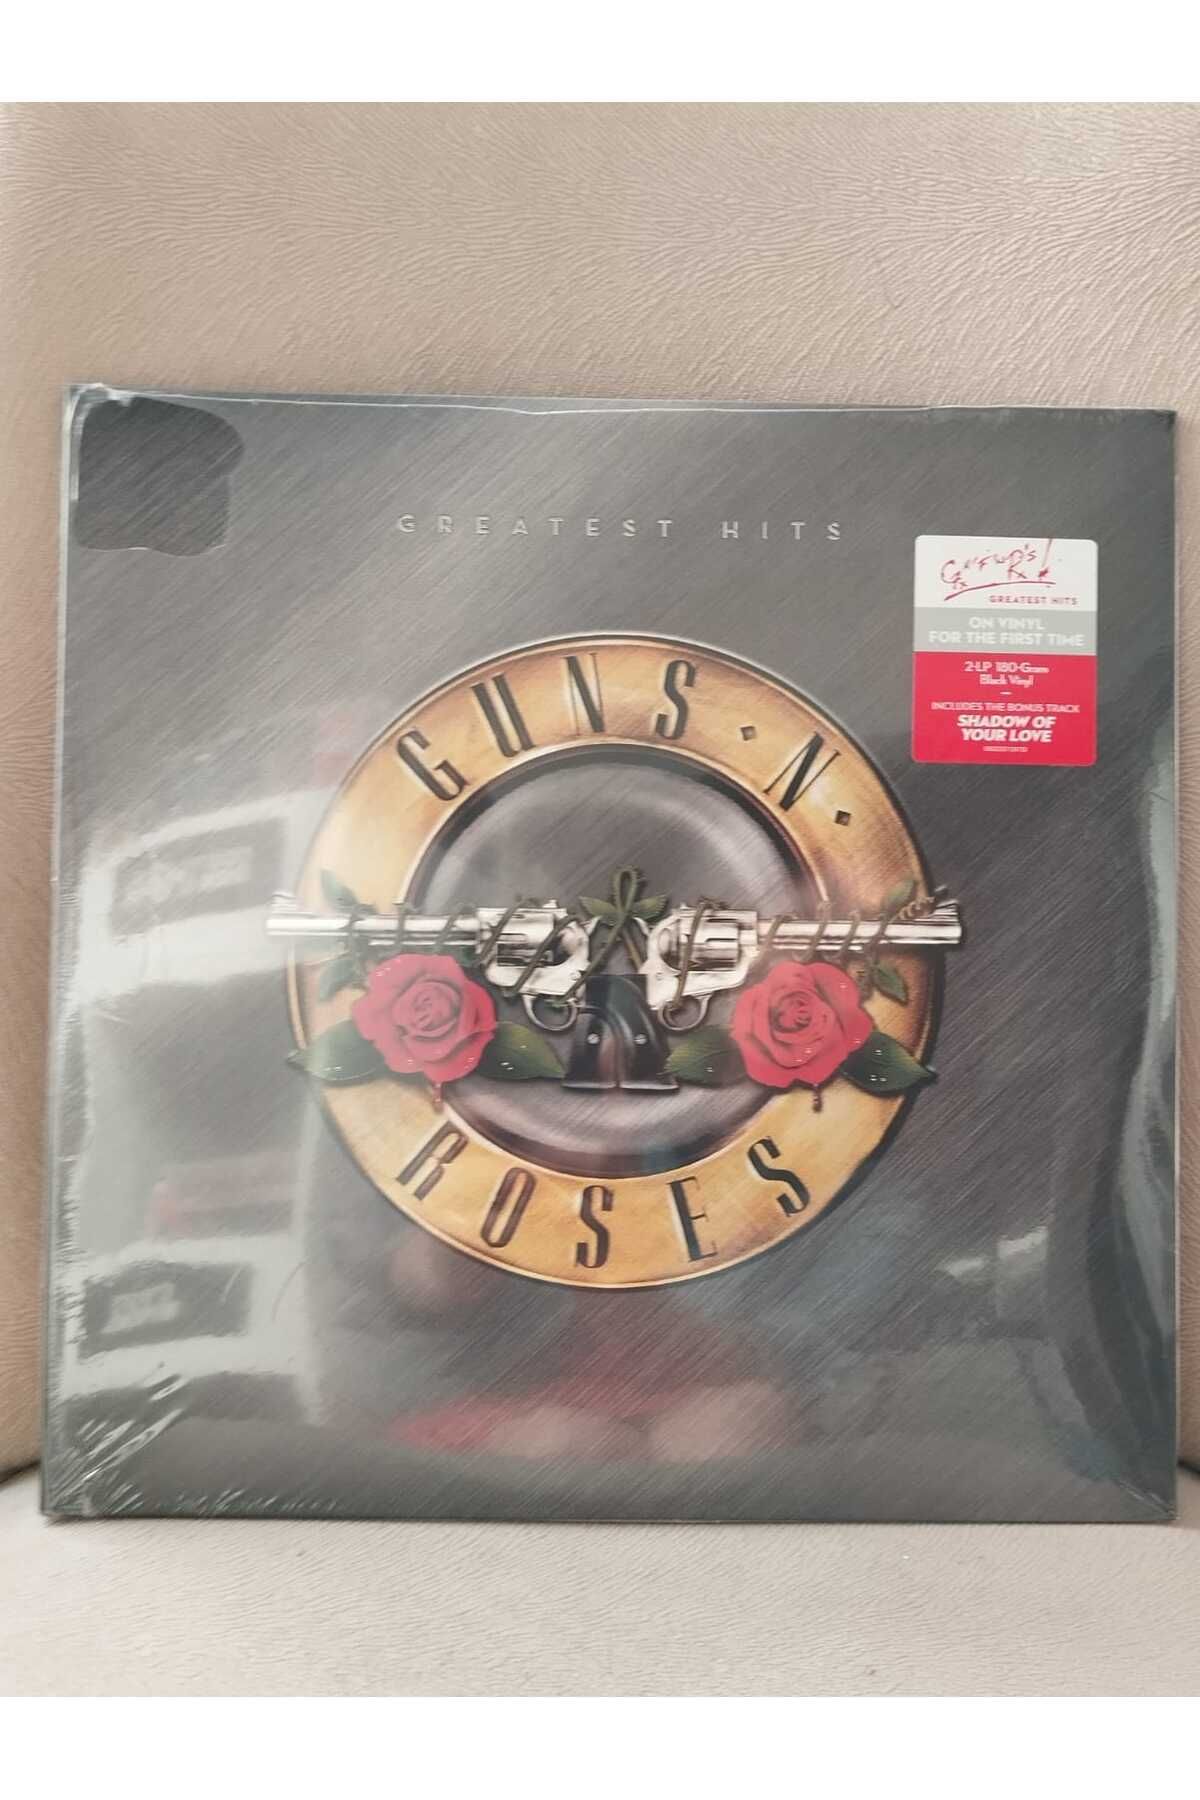 GREATEST HITS
GREATEST HITS
ON VINYL
FOR THE FIRST TIME
2-LP 180-Gram
Black Vinyl
INCLUDES THE BONUS TRACK
SHADOW OF
YOUR LOVE
GUNS · N ·
ROSES